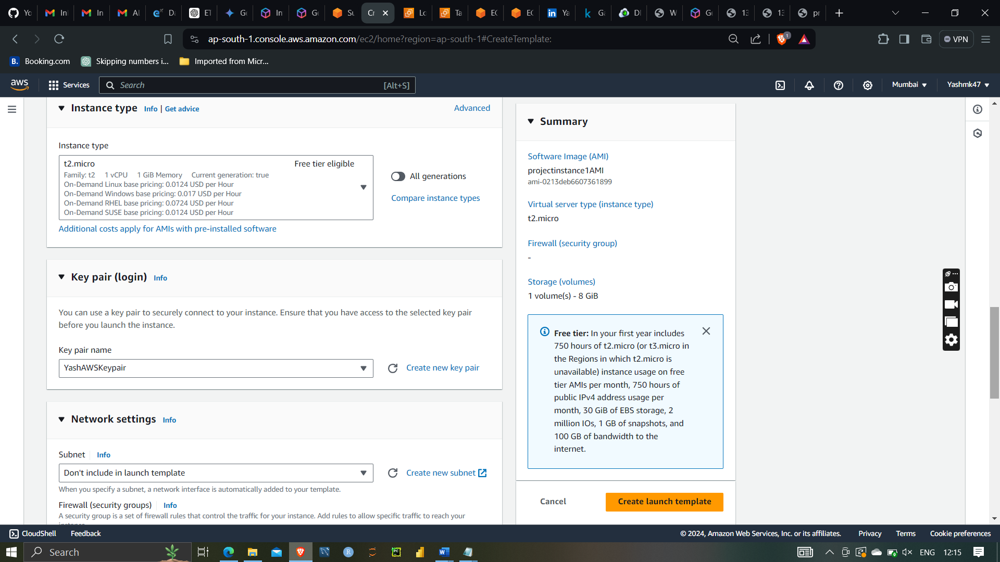 Yo
In
In
Al
Da
ET
Ge
In
Ge
Su
Cr
Lo
Ta
EC
EC
Ya
Ga
DI
W
Ge
13
13
pr
ap-south-1.console.aws.amazon.com/ec2/home?region=ap-south-1#CreateTemplate:
1
VPN
B. Booking.com
Skipping numbers i...
Imported from Micr...
aws
Services
Search
[Alt+S]
Mumbai
Yashmk47
Instance type Info | Get advice
Advanced
Instance type
t2.micro
Free tier eligible
Family: t2 1 vCPU 1 GiB Memory Current generation: true
On-Demand Linux base pricing: 0.0124 USD per Hour
On-Demand Windows base pricing: 0.017 USD per Hour
On-Demand RHEL base pricing: 0.0724 USD per Hour
On-Demand SUSE base pricing: 0.0124 USD per Hour
All generations
Compare instance types
Additional costs apply for AMIs with pre-installed software
Key pair (login) Info
You can use a key pair to securely connect to your instance. Ensure that you have access to the selected key pair
before you launch the instance.
Key pair name
YashAWSKeypair
Create new key pair
Network settings Info
Subnet Info
Don't include in launch template
Create new subnet
When you specify a subnet, a network interface is automatically added to your template.
Firewall (security groups) Info
A security group is a set of firewall rules that control the traffic for your instance. Add rules to allow specific traffic to reach your
Summary
Software Image (AMI)
projectinstance1AMI
ami-0213deb6607361899
Virtual server type (instance type)
t2.micro
Firewall (security group)
-
Storage (volumes)
1 volume(s) - 8 GiB
Free tier: In your first year includes
750 hours of t2.micro (or t3.micro in
the Regions in which t2.micro is
unavailable) instance usage on free
tier AMIs per month, 750 hours of
public IPv4 address usage per
month, 30 GiB of EBS storage, 2
million IOs, 1 GB of snapshots, and
100 GB of bandwidth to the
internet.
Cancel
Create launch template
CloudShell
Feedback
© 2024, Amazon Web Services, Inc. or its affiliates.
Privacy
Terms
Cookie preferences
Search
ENG
12:15